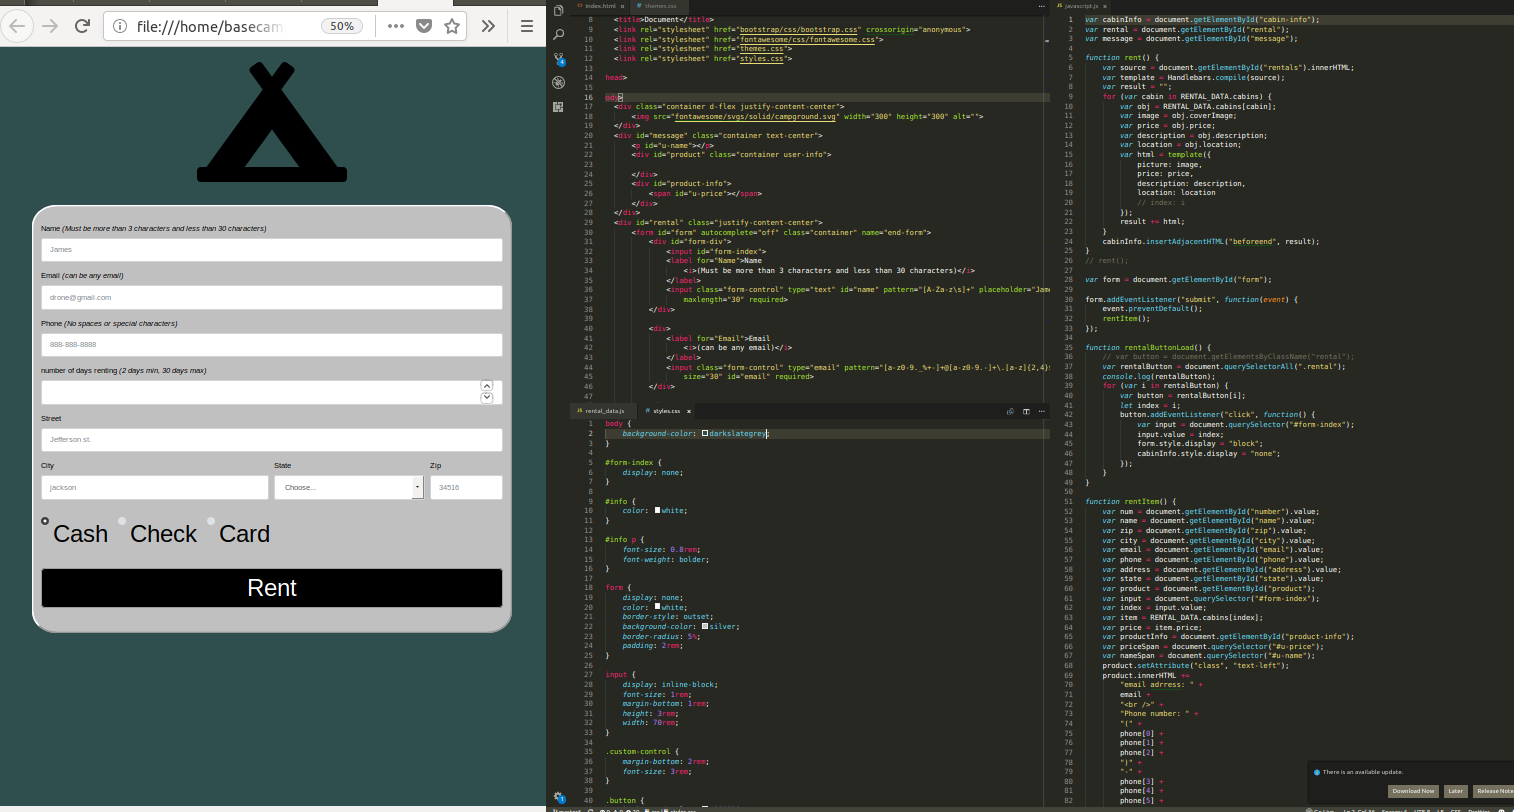 file:///home/basecam
50%
Name (Must be more than 3 characters and less than 30 characters)
James
Email (can be any email)
drone@gmail.com
Phone (No spaces or special characters)
888-888-8888
number of days renting (2 days min, 30 days max)
Street
Jefferson st.
City State Zip
jackson Choose... 34516
Cash Check Card
Rent
index.html themes.css
8 <title>Document</title>
9 <link rel="stylesheet" href="bootstrap/css/bootstrap.css" crossorigin="anonymous">
10 <link rel="stylesheet" href="fontawesome/css/fontawesome.css">
11 <link rel="stylesheet" href="themes.css">
12 <link rel="stylesheet" href="styles.css">
13
14 head>
15
16 ody>
17 <div class="container d-flex justify-content-center">
18 <img src="fontawesome/svgs/solid/campground.svg" width="300" height="300" alt="">
19 </div>
20 <div id="message" class="container text-center">
21 <p id="u-name"></p>
22 <div id="product" class="container user-info">
23
24 </div>
25 <div id="product-info">
26 <span id="u-price"></span>
27 </div>
28 </div>
29 <div id="rental" class="justify-content-center">
30 <form id="form" autocomplete="off" class="container" name="end-form">
31 <div id="form-div">
32 <input id="form-index">
33 <label for="Name">Name
34 <i>(Must be more than 3 characters and less than 30 characters)</i>
35 </label>
36 <input class="form-control" type="text" id="name" pattern="[A-Za-z\s]+" placeholder="Jam
37 maxlength="30" required>
38 </div>
39
40 <div>
41 <label for="Email">Email
42 <i>(can be any email)</i>
43 </label>
44 <input class="form-control" type="email" pattern="[a-z0-9._%+-]+@[a-z0-9.-]+\.[a-z]{2,4}
45 size="30" id="email" required>
46 </div>
47
rental_data.js styles.css
1 body {
2 background-color: darkslategrey;
3 }
4
5 #form-index {
6 display: none;
7 }
8
9 #info {
10 color: white;
11 }
12
13 #info p {
14 font-size: 0.8rem;
15 font-weight: bolder;
16 }
17
18 form {
19 display: none;
20 color: white;
21 border-style: outset;
22 background-color: silver;
23 border-radius: 5%;
24 padding: 2rem;
25 }
26
27 input {
28 display: inline-block;
29 font-size: 1rem;
30 margin-bottom: 1rem;
31 height: 3rem;
32 width: 70rem;
33 }
34
35 .custom-control {
36 margin-bottom: 2rem;
37 font-size: 3rem;
38 }
39
40 .button {
javascript.js
1 var cabinInfo = document.getElementById("cabin-info");
2 var rental = document.getElementById("rental");
3 var message = document.getElementById("message");
4
5 function rent() {
6 var source = document.getElementById("rentals").innerHTML;
7 var template = Handlebars.compile(source);
8 var result = "";
9 for (var cabin in RENTAL_DATA.cabins) {
10 var obj = RENTAL_DATA.cabins[cabin];
11 var image = obj.coverImage;
12 var price = obj.price;
13 var description = obj.description;
14 var location = obj.location;
15 var html = template({
16 picture: image,
17 price: price,
18 description: description,
19 location: location
20 // index: i
21 });
22 result += html;
23 }
24 cabinInfo.insertAdjacentHTML("beforeend", result);
25 }
26 // rent();
27
28 var form = document.getElementById("form");
29
30 form.addEventListener("submit", function(event) {
31 event.preventDefault();
32 rentItem();
33 });
34
35 function rentalButtonLoad() {
36 // var button = document.getElementsByClassName("rental");
37 var rentalButton = document.querySelectorAll(".rental");
38 console.log(rentalButton);
39 for (var i in rentalButton) {
40 var button = rentalButton[i];
41 let index = i;
42 button.addEventListener("click", function() {
43 var input = document.querySelector("#form-index");
44 input.value = index;
45 form.style.display = "block";
46 cabinInfo.style.display = "none";
47 });
48 }
49 }
50
51 function rentItem() {
52 var num = document.getElementById("number").value;
53 var name = document.getElementById("name").value;
54 var zip = document.getElementById("zip").value;
55 var city = document.getElementById("city").value;
56 var email = document.getElementById("email").value;
57 var phone = document.getElementById("phone").value;
58 var address = document.getElementById("address").value;
59 var state = document.getElementById("state").value;
60 var product = document.getElementById("product");
61 var input = document.querySelector("#form-index");
62 var index = input.value;
63 var item = RENTAL_DATA.cabins[index];
64 var price = item.price;
65 var productInfo = document.getElementById("product-info");
66 var priceSpan = document.querySelector("#u-price");
67 var nameSpan = document.querySelector("#u-name");
68 product.setAttribute("class", "text-left");
69 product.innerHTML +=
70 "email adrress: " +
71 email +
72 "<br />" +
73 "Phone number: " +
74 "(" +
75 phone[0] +
76 phone[1] +
77 phone[2] +
78 ")" +
79 "-" +
80 phone[3] +
81 phone[4] +
82 phone[5] +
There is an available update.
Download Now Later Release Note